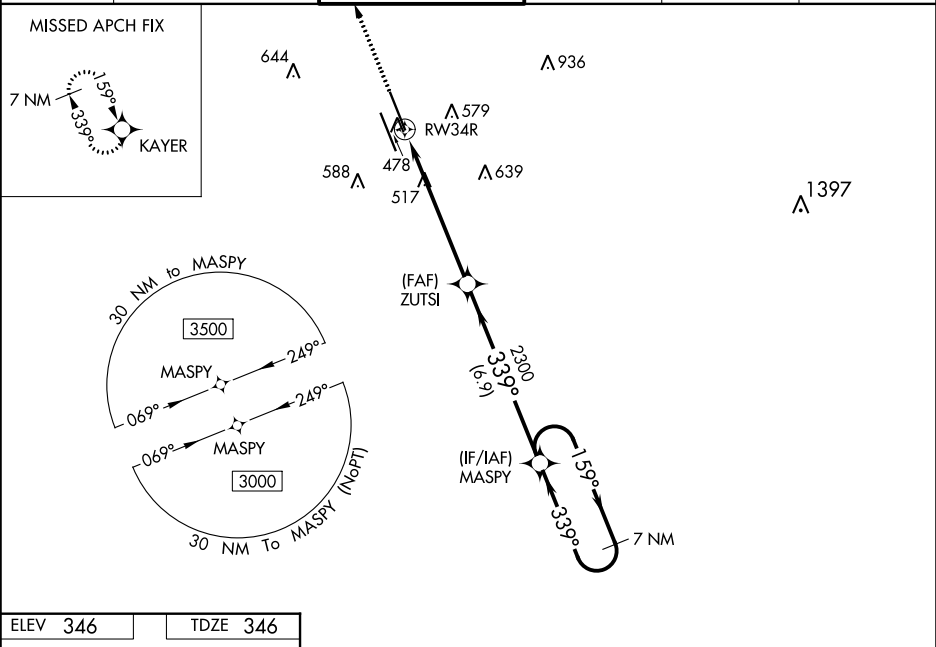 MISSED APCH FIX
7 NM
159°
339°
KAYER
644
936
579
RW34R
478
588
517
639
1397
(FAF)
ZUTSI
2300
339°
(6.9)
(IF/IAF)
MASPY
159°
339°
7 NM
30 NM to MASPY
3500
MASPY
249°
069°
249°
069°
MASPY
3000
30 NM To MASPY (NoPT)
ELEV 346
TDZE 346